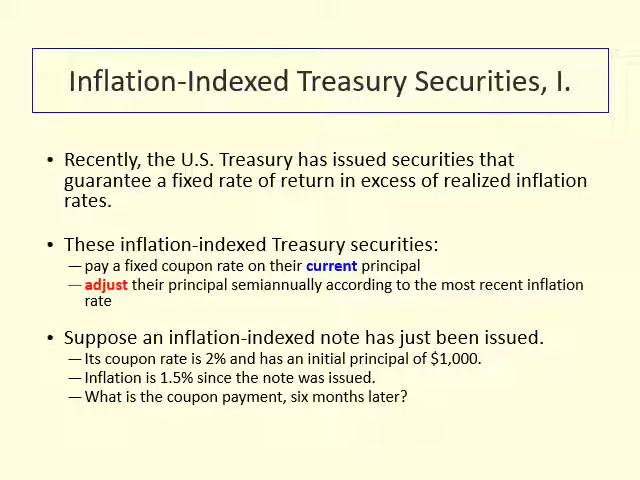 Inflation-Indexed Treasury Securities, I.
• Recently, the U.S. Treasury has issued securities that
guarantee a fixed rate of return in excess of realized inflation
rates.
• These inflation-indexed Treasury securities:
— pay a fixed coupon rate on their current principal
— adjust their principal semiannually according to the most recent inflation
rate
• Suppose an inflation-indexed note has just been issued.
— Its coupon rate is 2% and has an initial principal of $1,000.
— Inflation is 1.5% since the note was issued.
— What is the coupon payment, six months later?